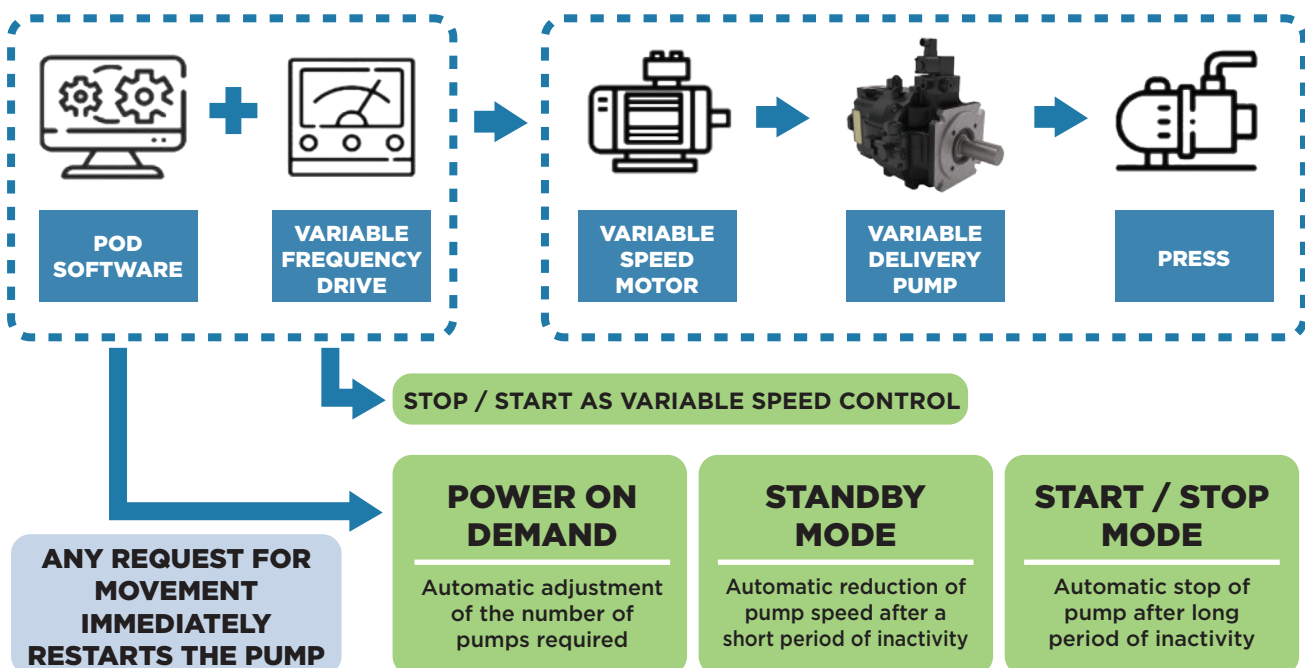 POD
SOFTWARE
VARIABLE
FREQUENCY
DRIVE
VARIABLE
SPEED
MOTOR
VARIABLE
DELIVERY
PUMP
PRESS
STOP / START AS VARIABLE SPEED CONTROL
POWER ON
DEMAND
Automatic adjustment
of the number of
pumps required
STANDBY
MODE
Automatic reduction of
pump speed after a
short period of inactivity
START / STOP
MODE
Automatic stop of
pump after long
period of inactivity
ANY REQUEST FOR
MOVEMENT
IMMEDIATELY
RESTARTS THE PUMP